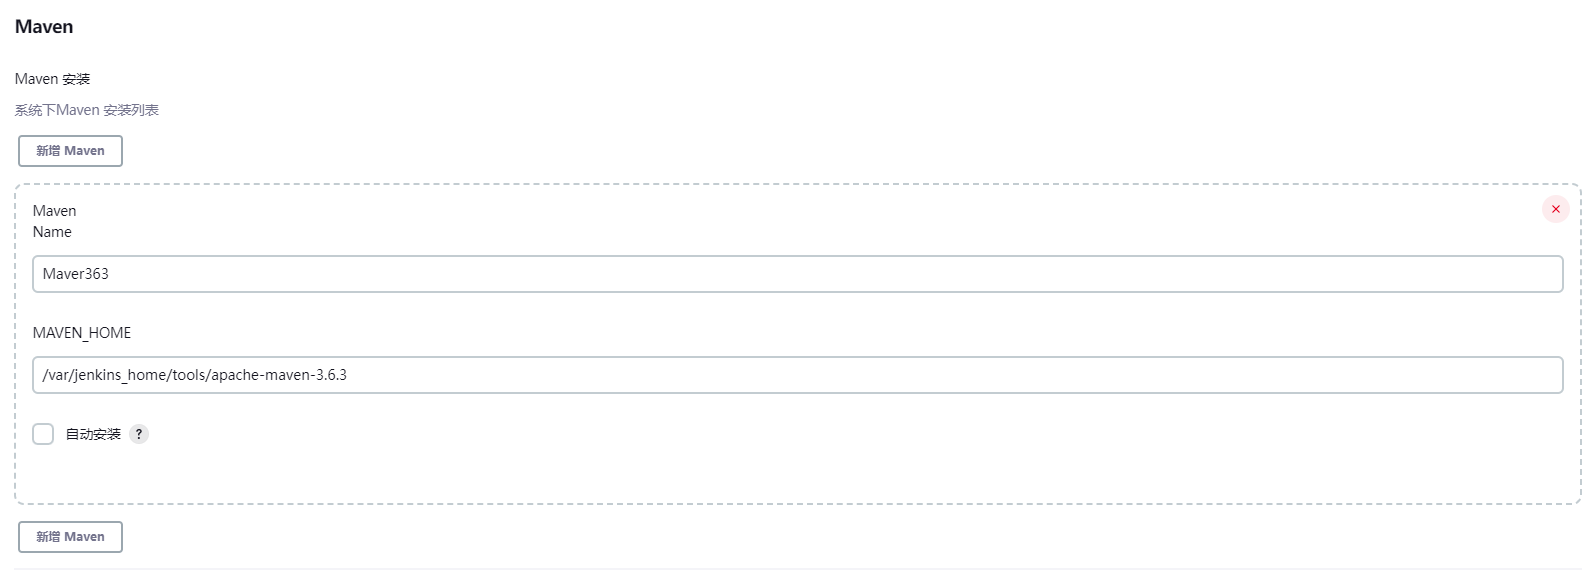 Maven
Maven 安装
系统下Maven 安装列表
新增 Maven
Maven
Name
Maver363
MAVEN_HOME
/var/jenkins_home/tools/apache-maven-3.6.3
自动安装 ?
新增 Maven